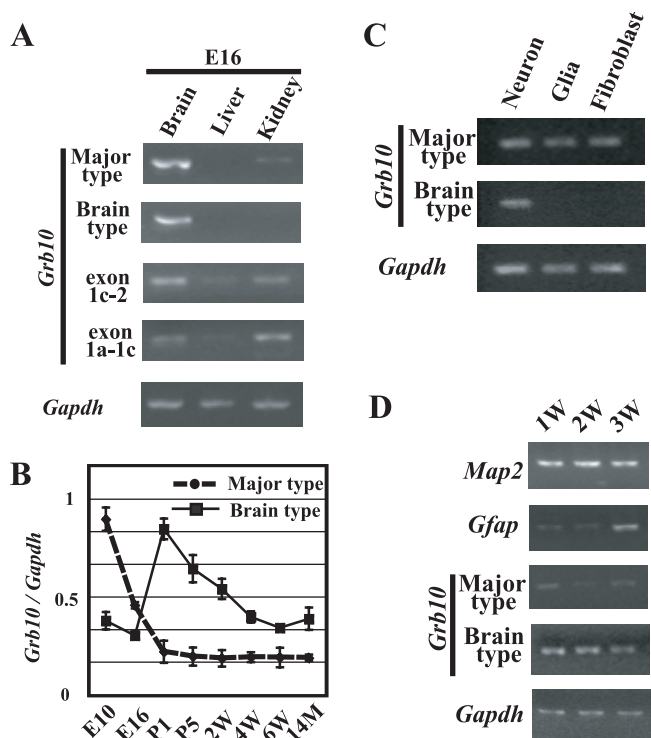 A
E16
Brain
Liver
Kidney
Grb10
Major
type
Brain
type
exon
1c-2
exon
1a-1c
Gapdh
B
Major type
Brain type
Grb10 / Gapdh
1
0.5
0
E10
E16
P1
P5
2W
4W
6W
14M
C
Neuron
Glia
Fibroblast
Grb10
Major
type
Brain
type
Gapdh
D
1W
2W
3W
Map2
Gfap
Grb10
Major
type
Brain
type
Gapdh